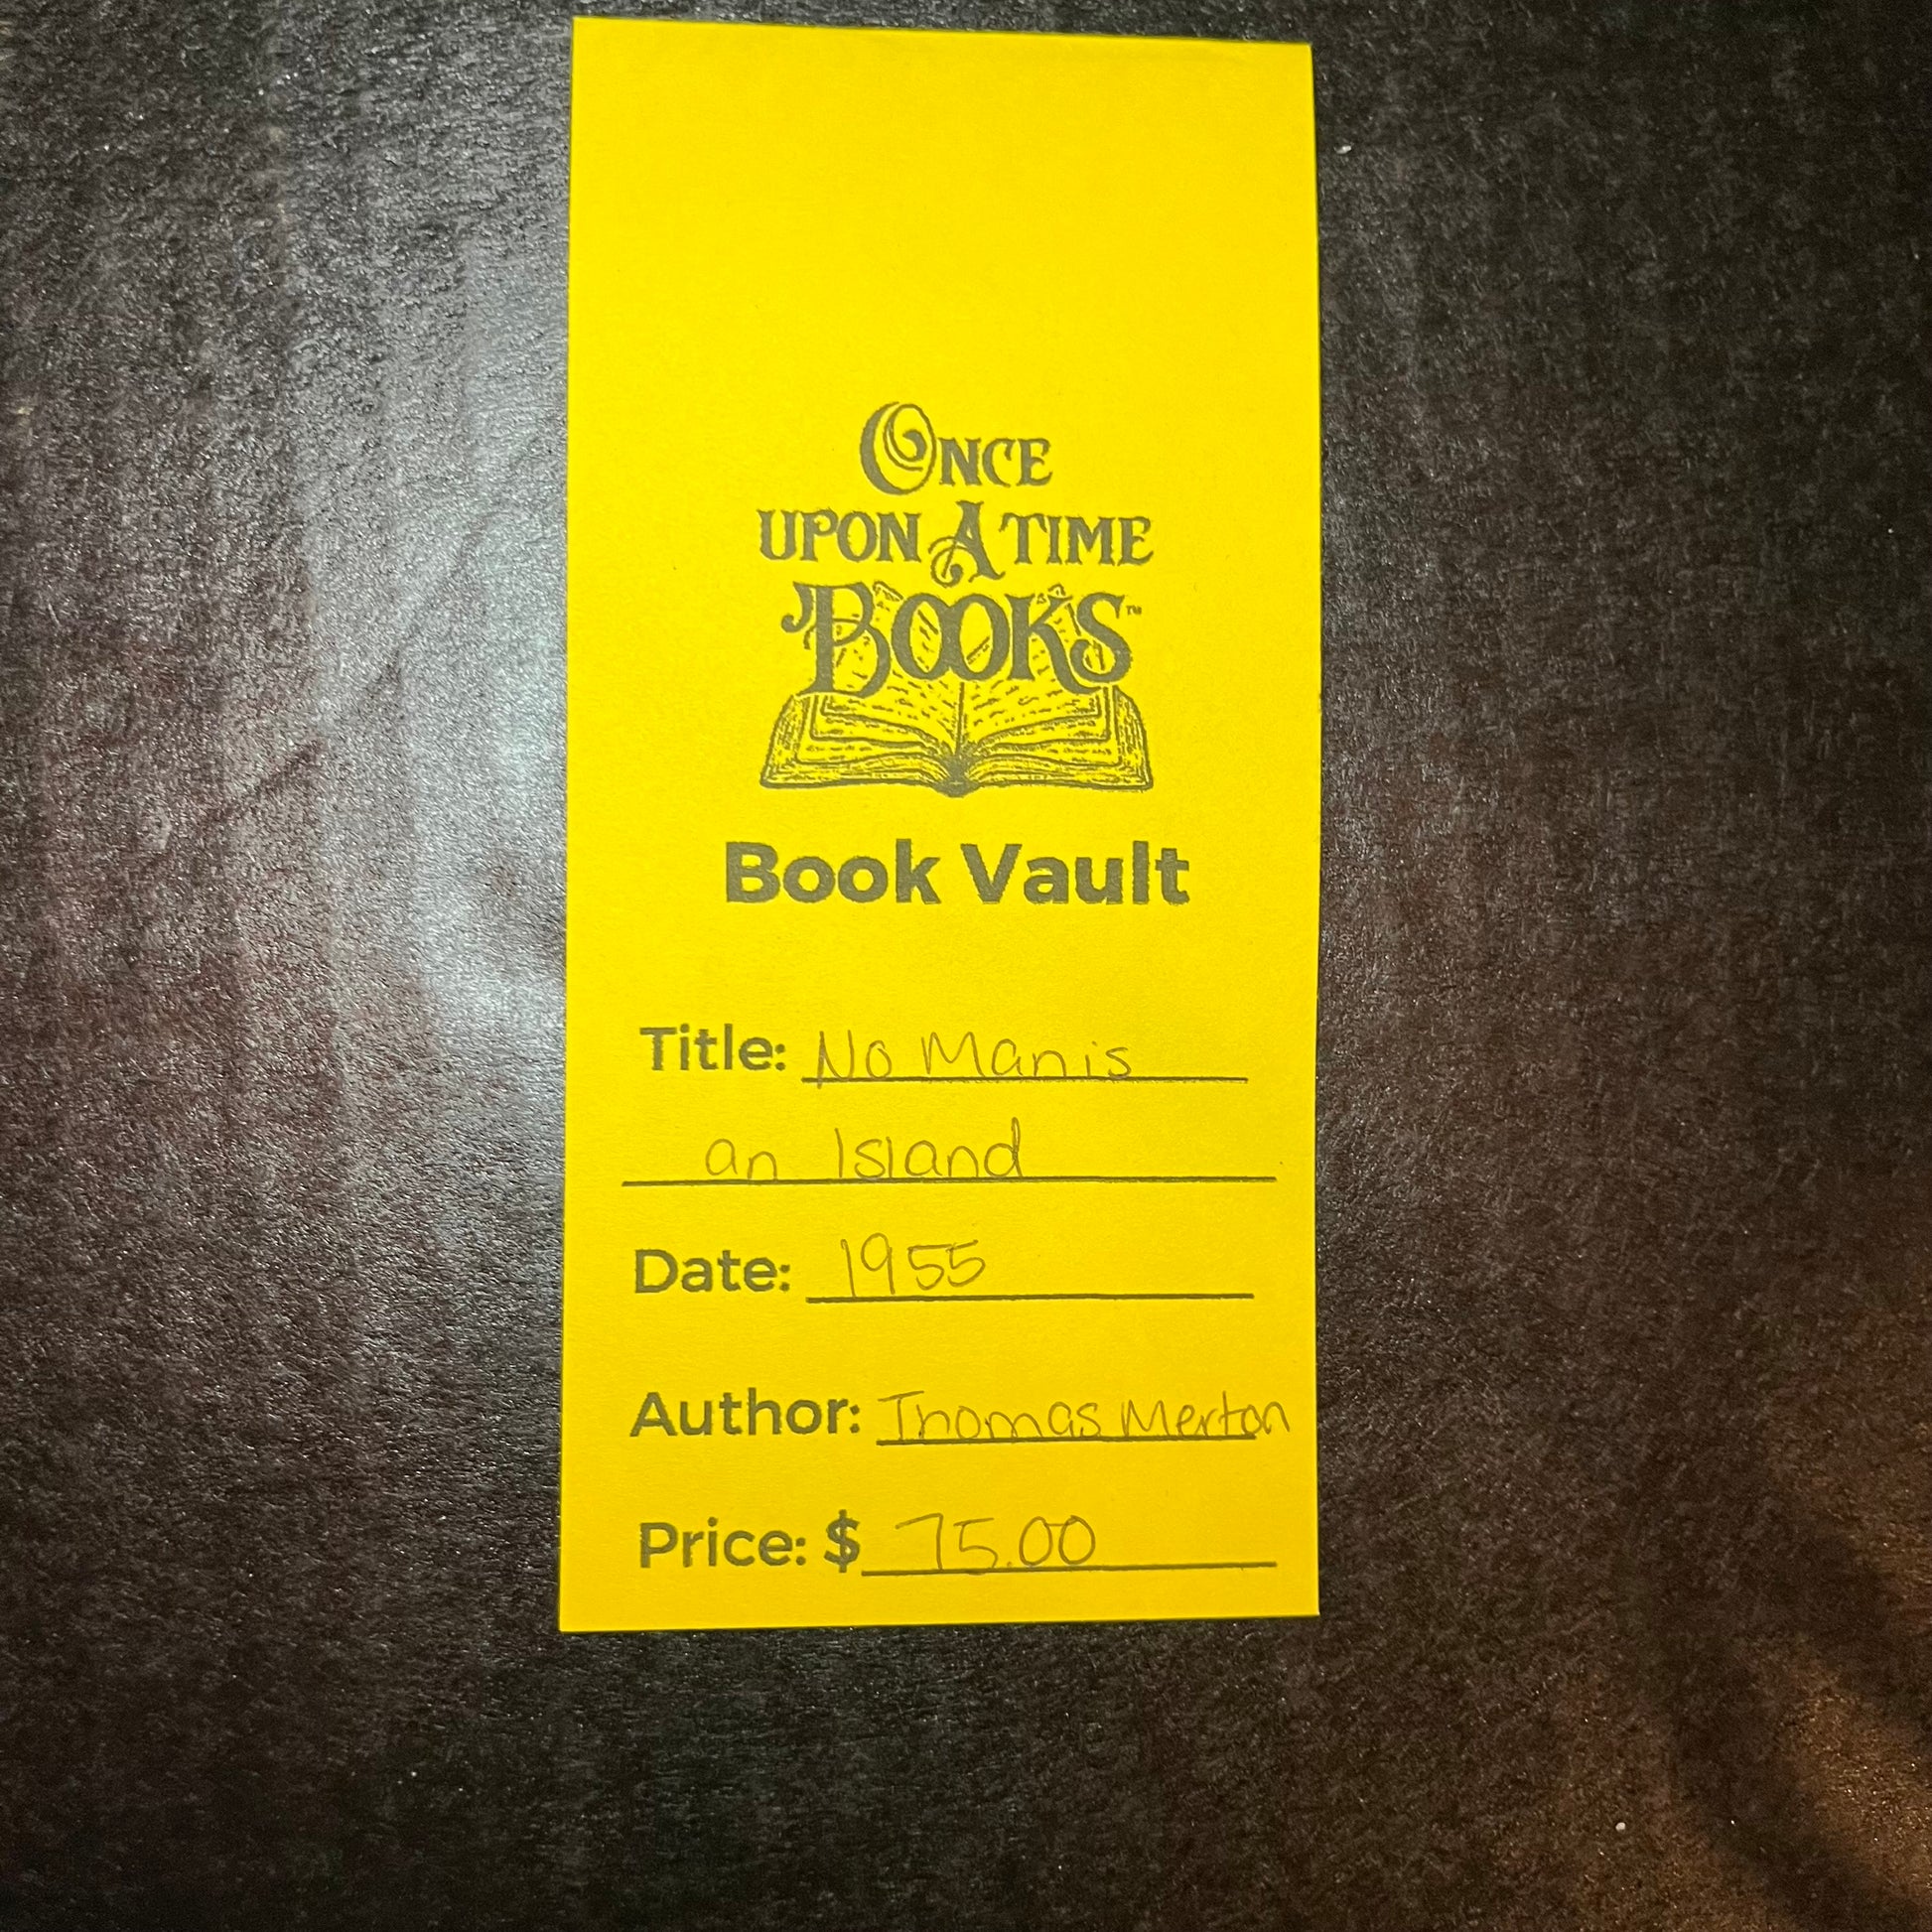 ONCE
UPON A TIME
BOOKS™
Book Vault
Title: No Man is
an Island
Date: 1955
Author: Thomas Merton
Price: $ 75.00